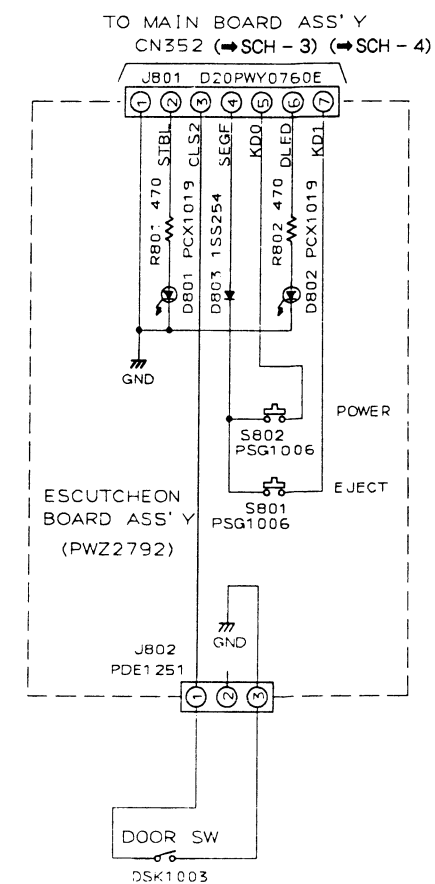 TO MAIN BOARD ASS'Y
CN352 (➡SCH - 3) (➡SCH - 4)
J801 D20PWY0760E
1 2 3 4 5 6 7
STBL
CLS2
SEGF
KD0
DLED
KD1
R801 470
D801 PCX1019
D803 1SS254
R802 470
D802 PCX1019
GND
POWER
S802
PSG1006
EJECT
S801
PSG1006
ESCUTCHEON
BOARD ASS'Y
(PWZ2792)
GND
J802
PDE1251
1 2 3
DOOR SW
DSK1003